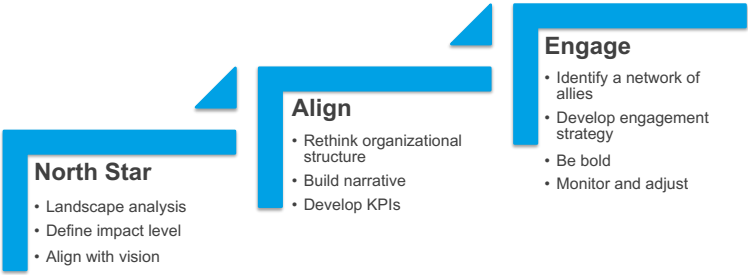 North Star
• Landscape analysis
• Define impact level
• Align with vision
Align
• Rethink organizational
structure
• Build narrative
• Develop KPIs
Engage
• Identify a network of
allies
• Develop engagement
strategy
• Be bold
• Monitor and adjust